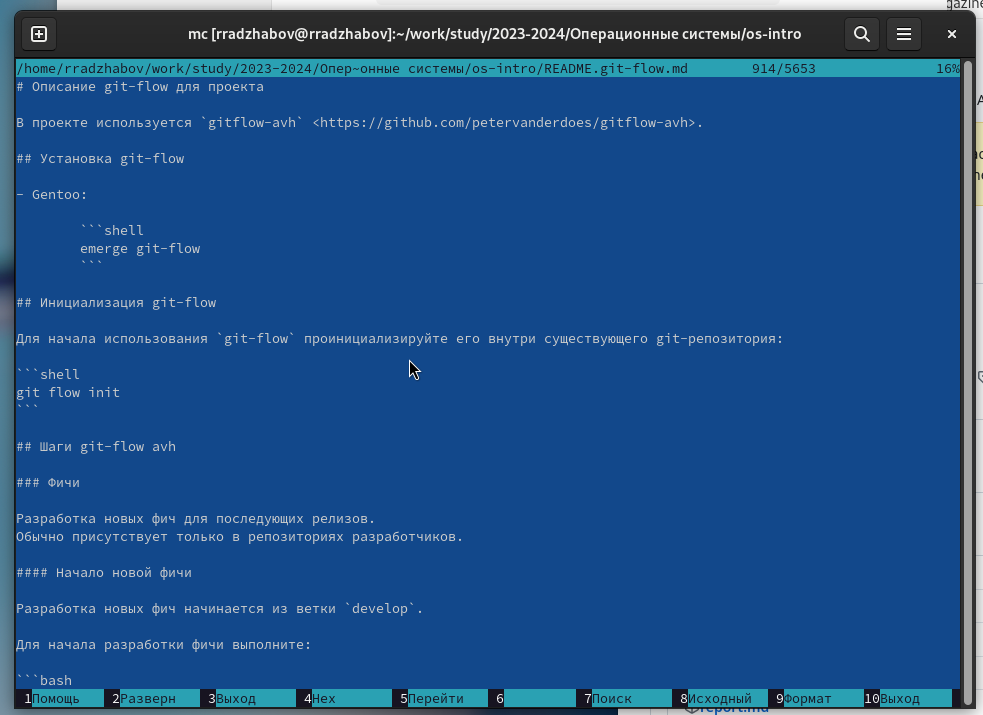 gazine
mc [rradzhabov@rradzhabov]:~/work/study/2023-2024/Операционные системы/os-intro
/home/rradzhabov/work/study/2023-2024/Опер~онные системы/os-intro/README.git-flow.md 914/5653 16%
# Описание git-flow для проекта
В проекте используется `gitflow-avh` <https://github.com/petervanderdoes/gitflow-avh>.
## Установка git-flow
- Gentoo:
```shell
emerge git-flow
```
## Инициализация git-flow
Для начала использования `git-flow` проинициализируйте его внутри существующего git-репозитория:
```shell
git flow init
```
## Шаги git-flow avh
### Фичи
Разработка новых фич для последующих релизов.
Обычно присутствует только в репозиториях разработчиков.
#### Начало новой фичи
Разработка новых фич начинается из ветки `develop`.
Для начала разработки фичи выполните:
```bash
1Помощь 2Разверн 3Выход 4Hex 5Перейти 6 7Поиск 8Исходный 9Формат 10Выход
report.md